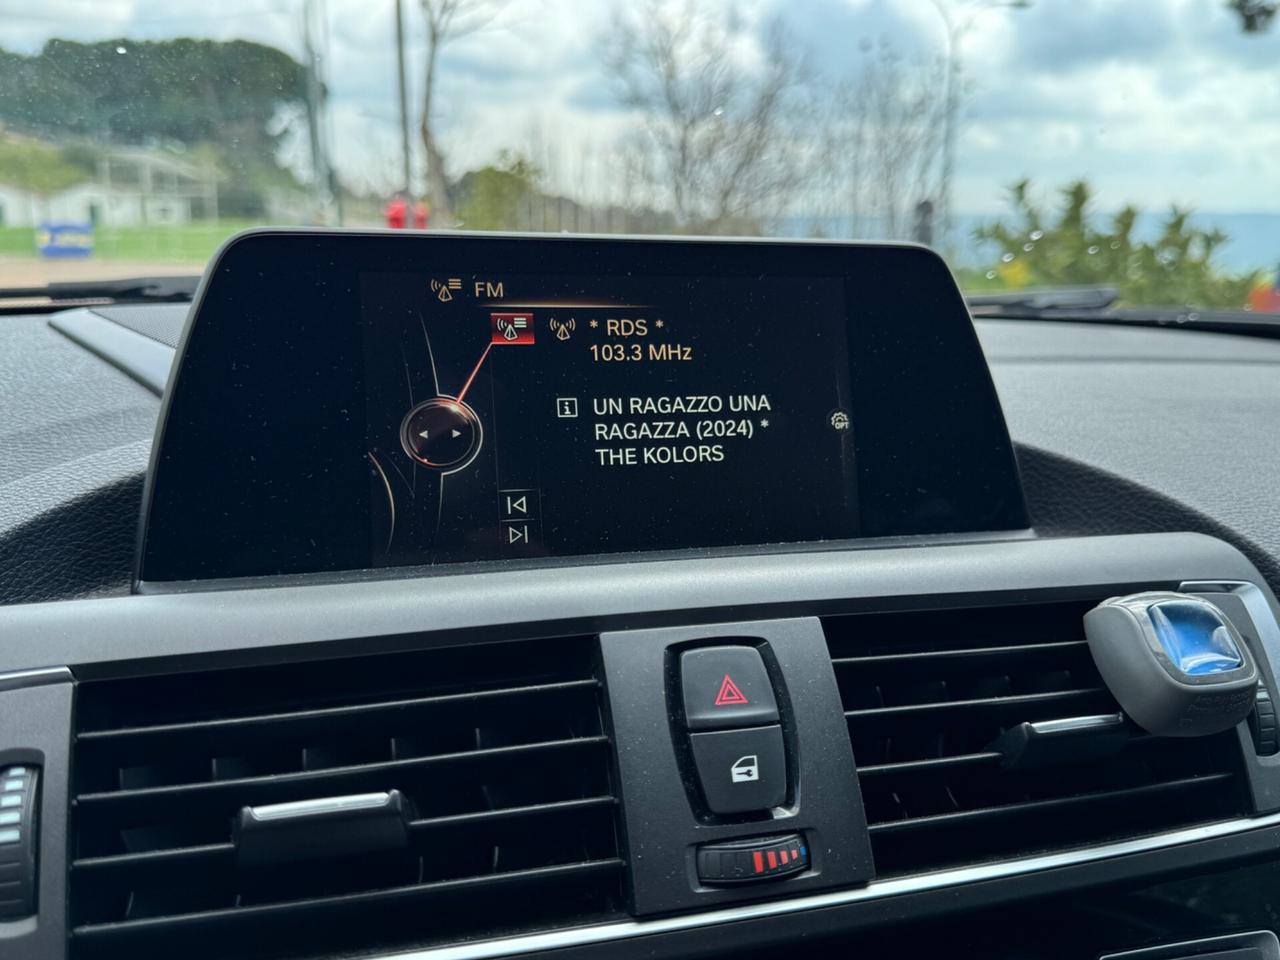 FM
* RDS *
103.3 MHz
UN RAGAZZO UNA
RAGAZZA (2024) *
THE KOLORS
OPT